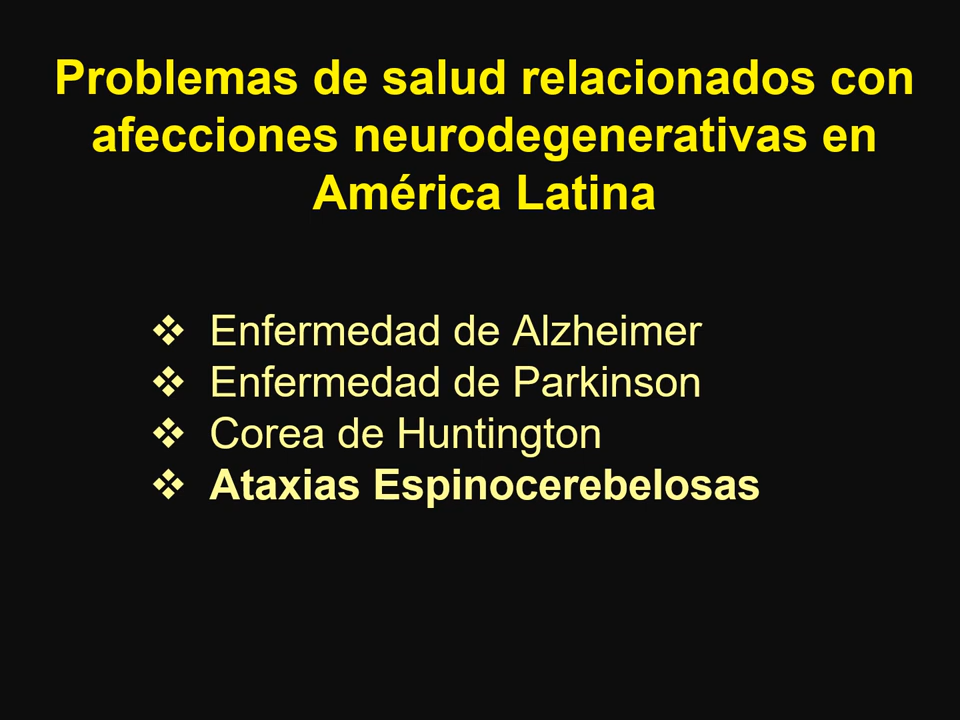 Problemas de salud relacionados con
afecciones neurodegenerativas en
América Latina
❖ Enfermedad de Alzheimer
❖ Enfermedad de Parkinson
❖ Corea de Huntington
❖ Ataxias Espinocerebelosas